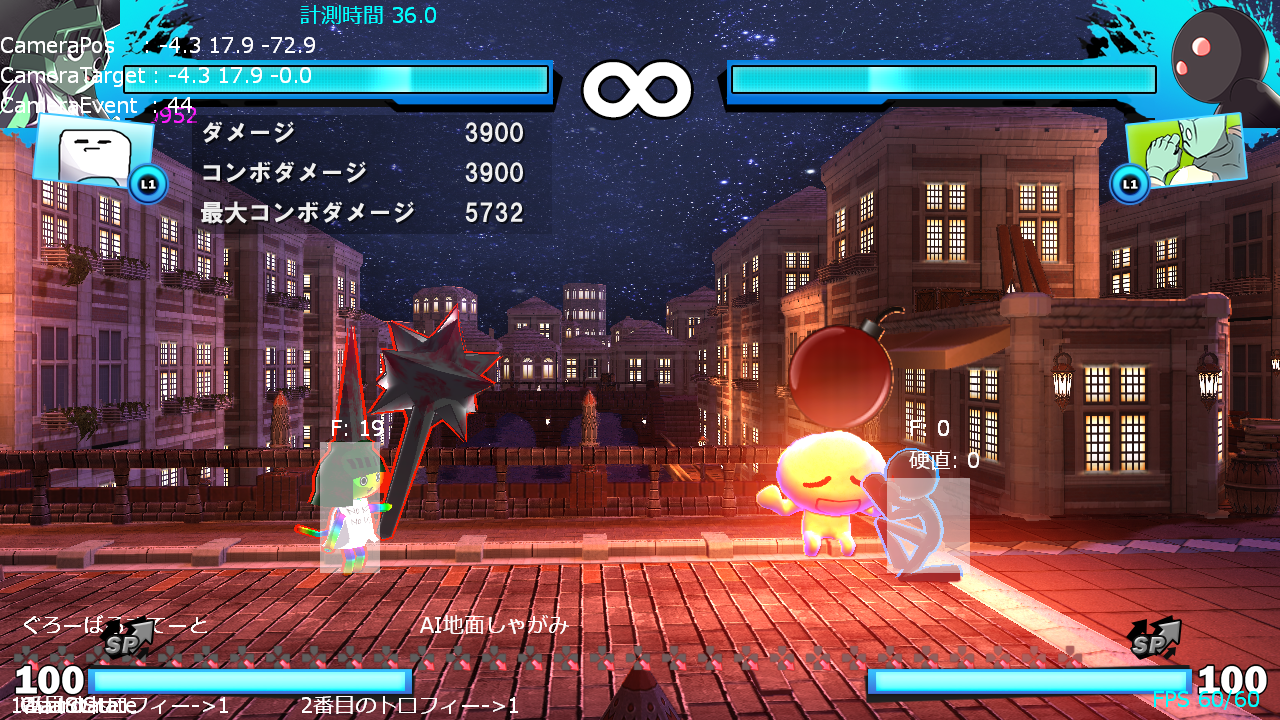 計測時間 36.0
CameraPos : -4.3 17.9 -72.9
CameraTarget : -4.3 17.9 -0.0
CameraEvent : 44
ダメージ 3900
コンボダメージ 3900
最大コンボダメージ 5732
L1
L1
F: 19
F: 0
硬直: 0
AI地面しゃがみ
SP
SP
100
100
2番目のトロフィー->1
FPS 60/60